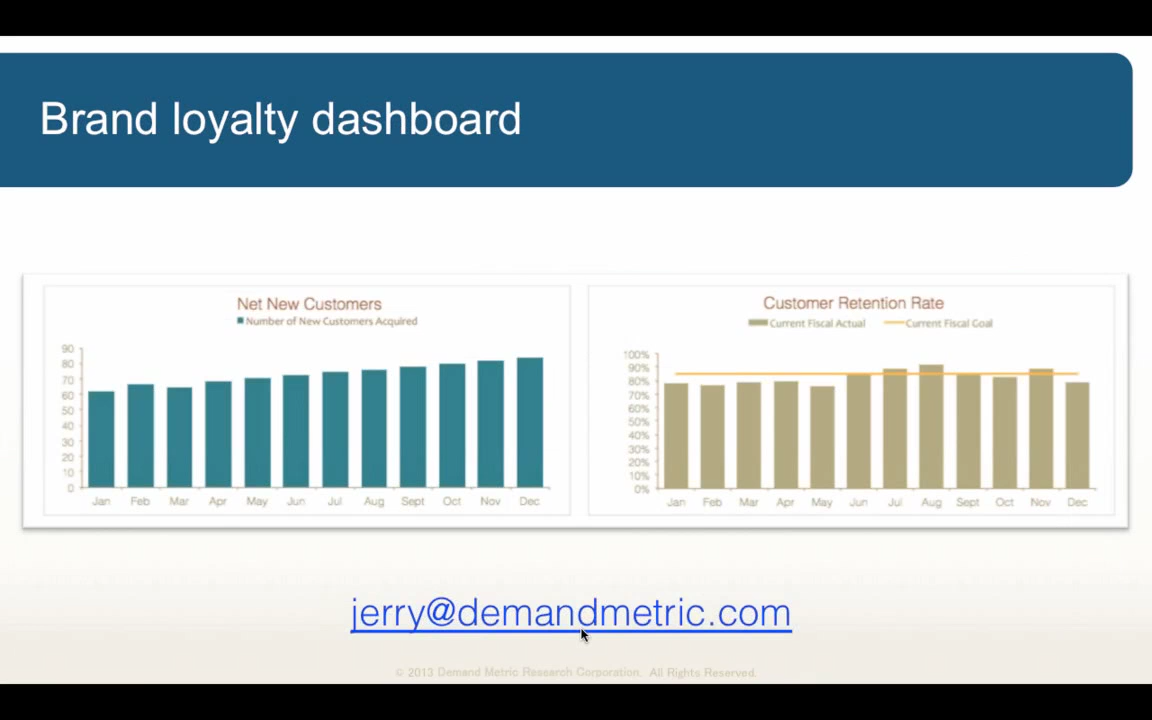 Brand loyalty dashboard
Net New Customers
Number of New Customers Acquired
90
80
70
60
50
40
30
20
10
0
Jan Feb Mar Apr May Jun Jul Aug Sept Oct Nov Dec
Customer Retention Rate
Current Fiscal Actual Current Fiscal Goal
100%
90%
80%
70%
60%
50%
40%
30%
20%
10%
0%
Jan Feb Mar Apr May Jun Jul Aug Sept Oct Nov Dec
jerry@demandmetric.com
© 2013 Demand Metric Research Corporation. All Rights Reserved.